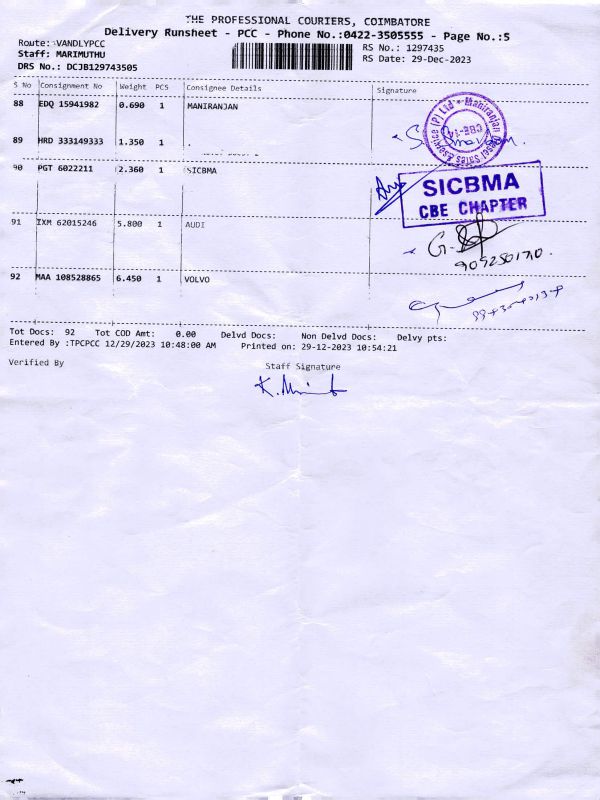 THE PROFESSIONAL COURIERS, COIMBATORE
Delivery Runsheet - PCC - Phone No.:0422-3505555 - Page No.:5
Route: VANDLYPCC
RS No.: 1297435
Staff: MARIMUTHU
RS Date: 29-Dec-2023
DRS No.: DCJB129743505
S No Consignment No Weight PCS Consignee Details Signature
88 EDQ 15941982 0.690 1 MANIRANJAN
89 HRD 333149333 1.350 1 .
90 PGT 6022211 2.360 1 SICBMA
SICBMA
CBE CHAPTER
91 IXM 62015246 5.800 1 AUDI
92 MAA 108528865 6.450 1 VOLVO
Tot Docs: 92 Tot COD Amt: 0.00 Delvd Docs: Non Delvd Docs: Delvy pts:
Entered By :TPCPCC 12/29/2023 10:48:00 AM Printed on: 29-12-2023 10:54:21
Verified By
Staff Signature